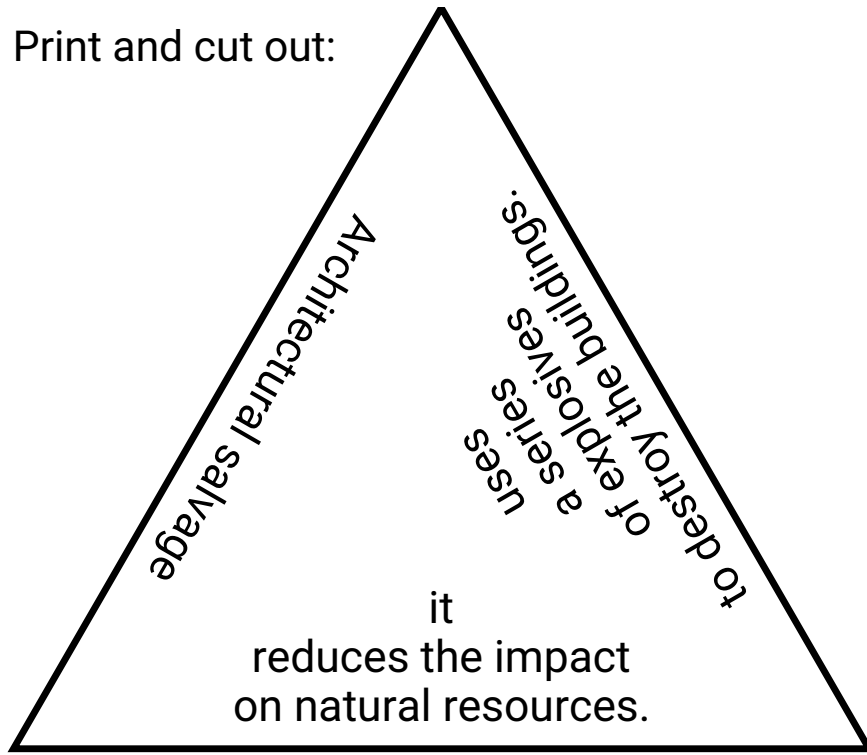 Print and cut out:
Architectural salvage
uses
a series
of explosives
to destroy the buildings.
it
reduces the impact
on natural resources.